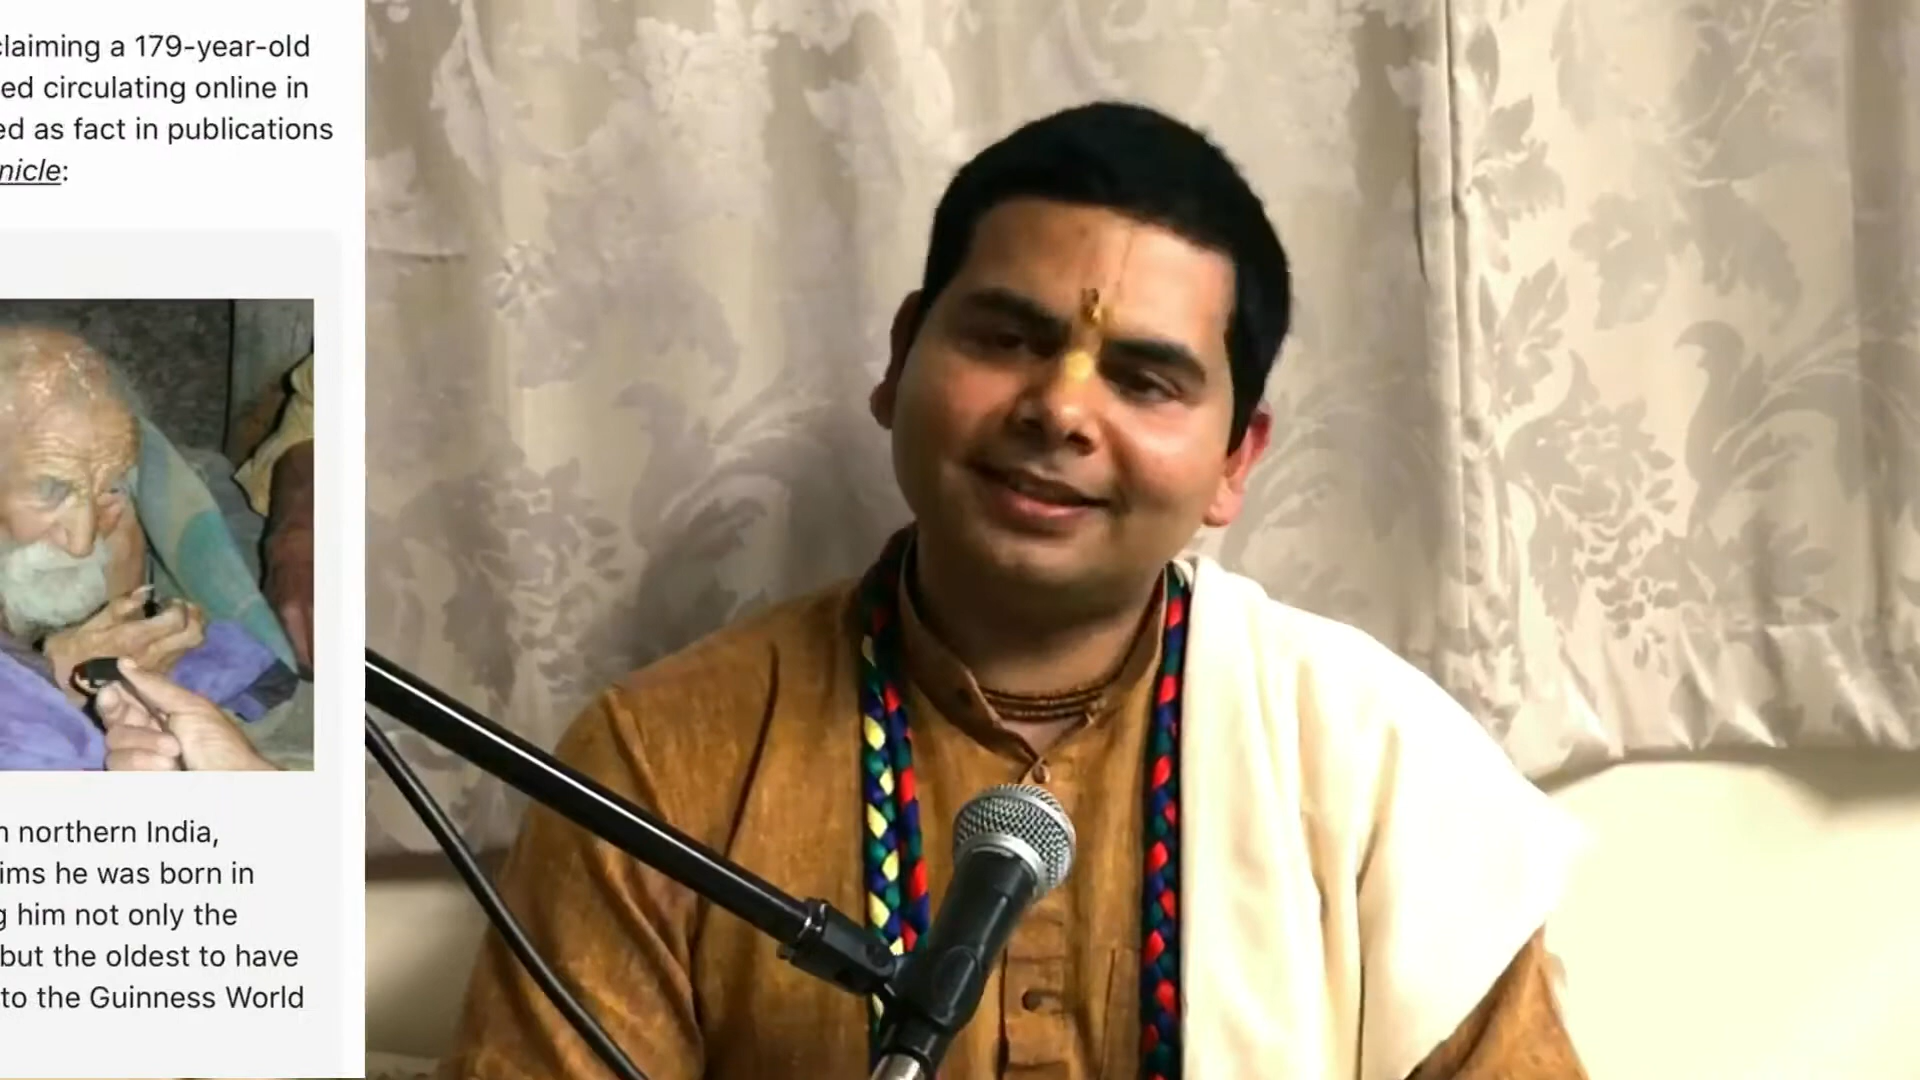 claiming a 179-year-old
ed circulating online in
ed as fact in publications
nicle:
n northern India,
ims he was born in
g him not only the
but the oldest to have
to the Guinness World